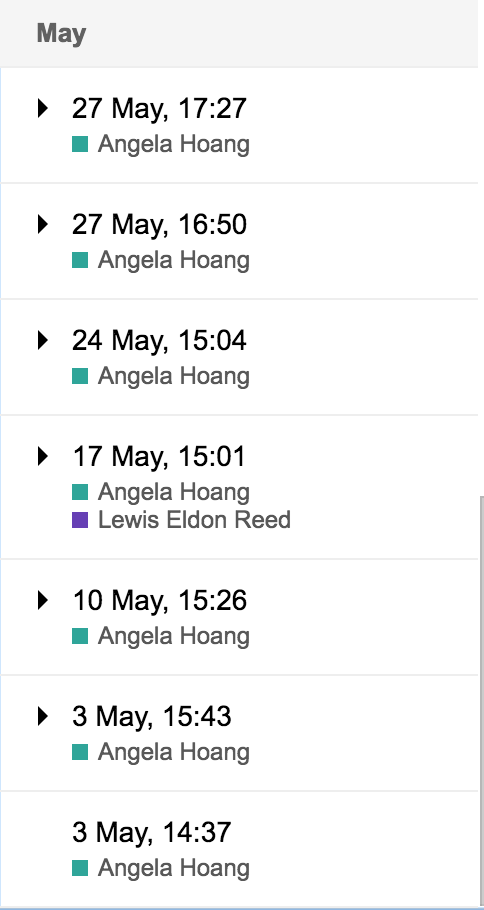 May
27 May, 17:27
Angela Hoang
27 May, 16:50
Angela Hoang
24 May, 15:04
Angela Hoang
17 May, 15:01
Angela Hoang
Lewis Eldon Reed
10 May, 15:26
Angela Hoang
3 May, 15:43
Angela Hoang
3 May, 14:37
Angela Hoang